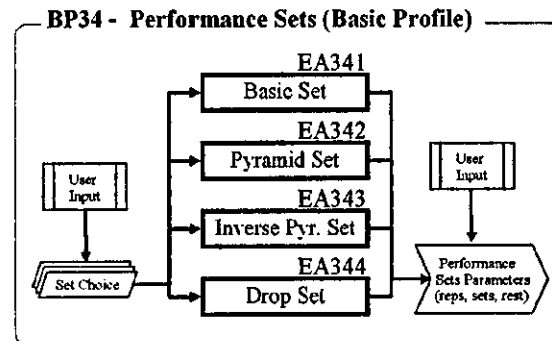 BP34 - Performance Sets (Basic Profile)
EA341
Basic Set
EA342
Pyramid Set
User
Input
User
Input
EA343
Inverse Pyr. Set
EA344
Set Choice
Drop Set
Performance
Sets Parameters
(reps, sets, rest)